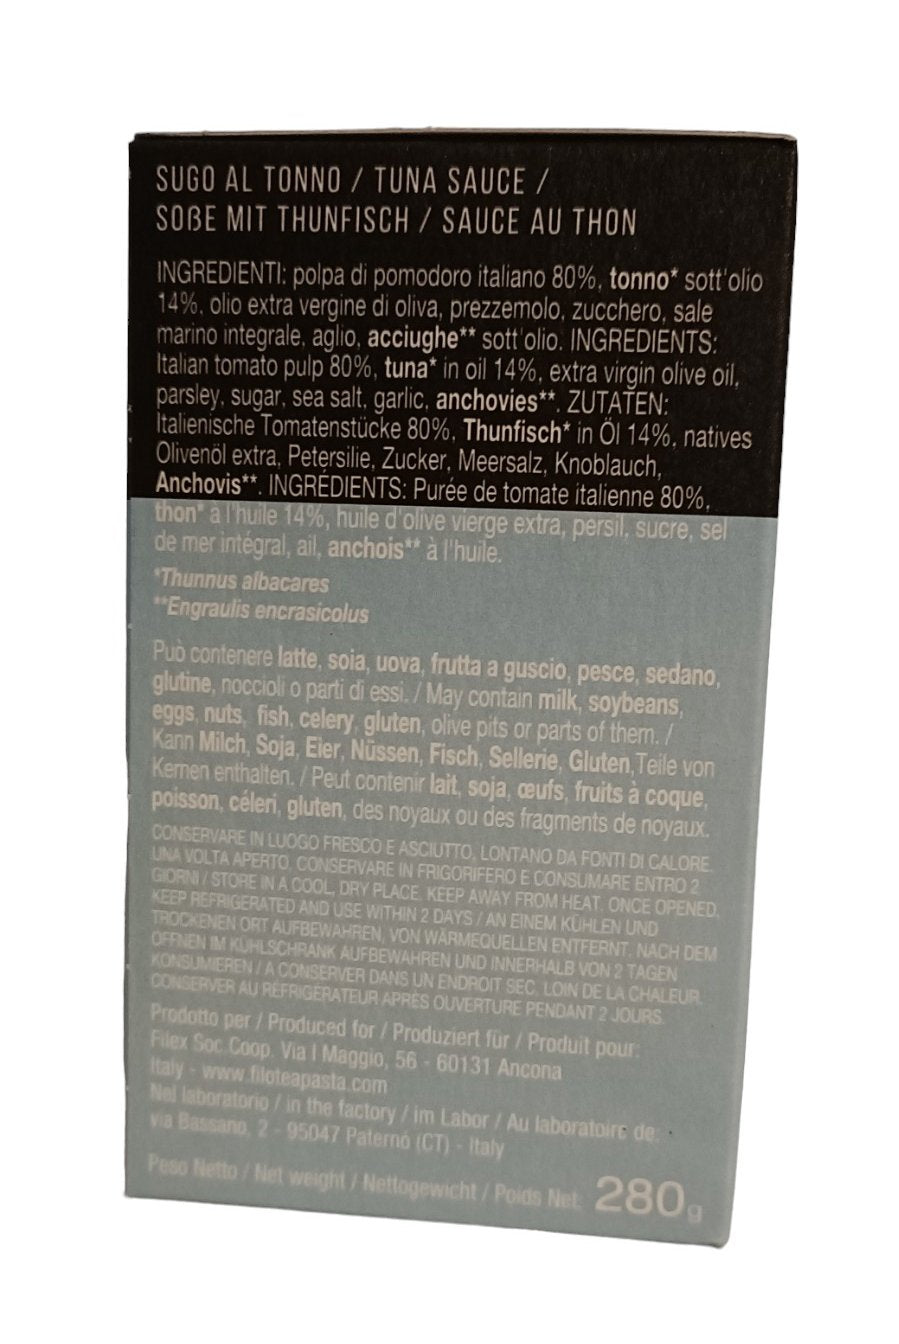 SUGO AL TONNO / TUNA SAUCE /
SOẞE MIT THUNFISCH / SAUCE AU THON
INGREDIENTI: polpa di pomodoro italiano 80%, tonno* sott'olio
14%, olio extra vergine di oliva, prezzemolo, zucchero, sale
marino integrale, aglio, acciughe** sott'olio. INGREDIENTS:
Italian tomato pulp 80%, tuna* in oil 14%, extra virgin olive oil,
parsley, sugar, sea salt, garlic, anchovies**. ZUTATEN:
Italienische Tomatenstücke 80%, Thunfisch* in Öl 14%, natives
Olivenöl extra, Petersilie, Zucker, Meersalz, Knoblauch,
Anchovis**. INGRÉDIENTS: Purée de tomate italienne 80%,
thon* à l'huile 14%, huile d'olive vierge extra, persil, sucre, sel
de mer intégral, ail, anchois** à l'huile.
*Thunnus albacares
**Engraulis encrasicolus
Può contenere latte, soia, uova, frutta a guscio, pesce, sedano,
glutine, noccioli o parti di essi. / May contain milk, soybeans,
eggs, nuts, fish, celery, gluten, olive pits or parts of them. /
Kann Milch, Soja, Eier, Nüssen, Fisch, Sellerie, Gluten,Teile von
Kernen enthalten. / Peut contenir lait, soja, œufs, fruits à coque,
poisson, céleri, gluten, des noyaux ou des fragments de noyaux.
CONSERVARE IN LUOGO FRESCO E ASCIUTTO, LONTANO DA FONTI DI CALORE.
UNA VOLTA APERTO, CONSERVARE IN FRIGORIFERO E CONSUMARE ENTRO 2
GIORNI / STORE IN A COOL, DRY PLACE. KEEP AWAY FROM HEAT. ONCE OPENED,
KEEP REFRIGERATED AND USE WITHIN 2 DAYS / AN EINEM KÜHLEN UND
TROCKENEN ORT AUFBEWAHREN, VON WÄRMEQUELLEN ENTFERNT. NACH DEM
ÖFFNEN IM KÜHLSCHRANK AUFBEWAHREN UND INNERHALB VON 2 TAGEN
KONSUMIEREN / A CONSERVER DANS UN ENDROIT SEC, LOIN DE LA CHALEUR.
CONSERVER AU RÉFRIGÉRATEUR APRÈS OUVERTURE PENDANT 2 JOURS.
Prodotto per / Produced for / Produziert für / Produit pour:
Filex Soc.Coop. Via I Maggio, 56 - 60131 Ancona
Italy - www.filoteapasta.com
Nel laboratorio / in the factory / im Labor / Au laboratoire de:
via Bassano, 2 - 95047 Paternó (CT) - Italy
Peso Netto / Net weight / Nettogewicht / Poids Net: 280g